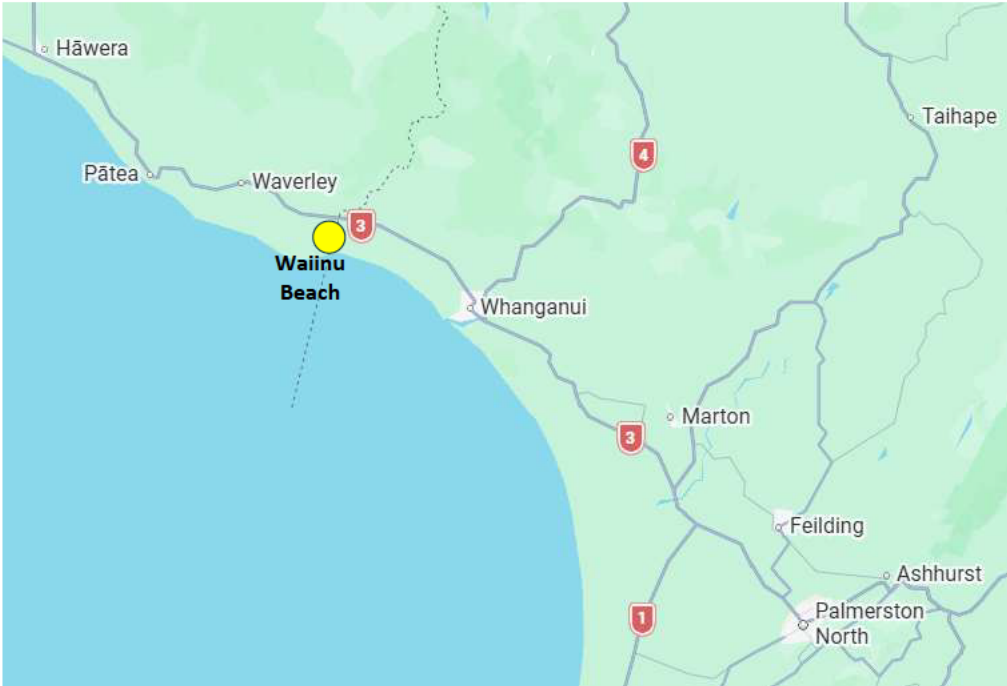 Hāwera
Taihape
4
Pātea
Waverley
3
Waiinu
Beach
Whanganui
Marton
3
Feilding
Ashhurst
Palmerston
North
1